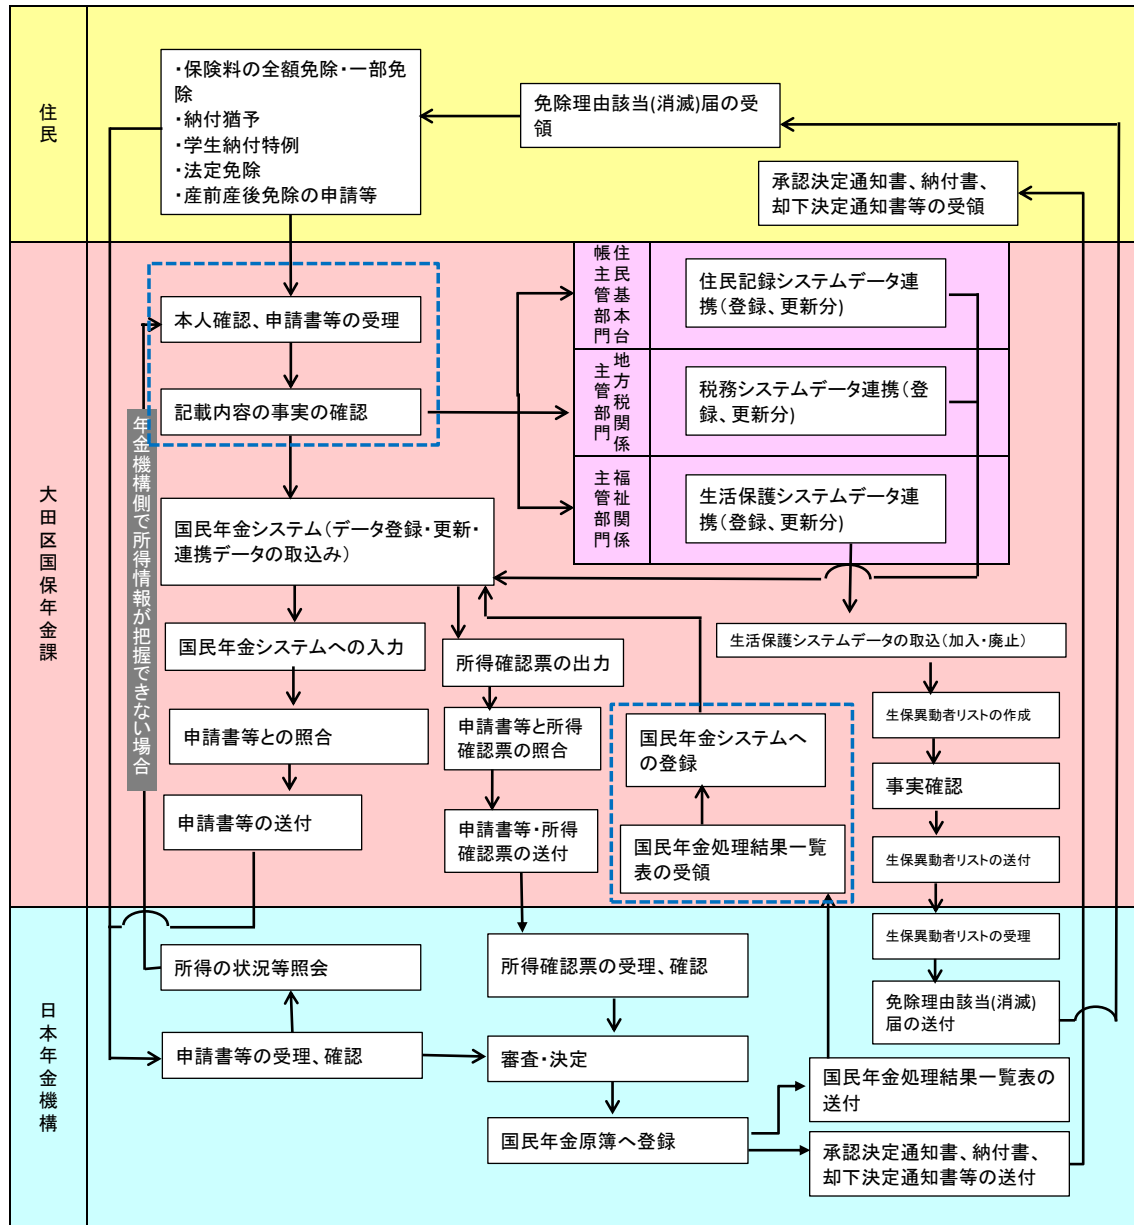 住民
・保険料の全額免除・一部免
除
・納付猶予
・学生納付特例
・法定免除
・産前産後免除の申請等
免除理由該当(消滅)届の受
領
承認決定通知書、納付書、
却下決定通知書等の受領
大田区国保年金課
本人確認、申請書等の受理
記載内容の事実の確認
住民基本台
帳主管部門
住民記録システムデータ連
携(登録、更新分)
地方税関係
主管部門
税務システムデータ連携(登
録、更新分)
福祉関係
主管部門
生活保護システムデータ連
携(登録、更新分)
年金機構側で所得情報が把握できない場合
国民年金システム(データ登録・更新・
連携データの取込み)
国民年金システムへの入力
申請書等との照合
申請書等の送付
所得確認票の出力
申請書等と所得
確認票の照合
申請書等・所得
確認票の送付
国民年金システムへ
の登録
国民年金処理結果一覧
表の受領
生活保護システムデータの取込(加入・廃止)
生保異動者リストの作成
事実確認
生保異動者リストの送付
日本年金機構
所得の状況等照会
申請書等の受理、確認
所得確認票の受理、確認
審査・決定
国民年金原簿へ登録
生保異動者リストの受理
免除理由該当(消滅)
届の送付
国民年金処理結果一覧表の
送付
承認決定通知書、納付書、
却下決定通知書等の送付